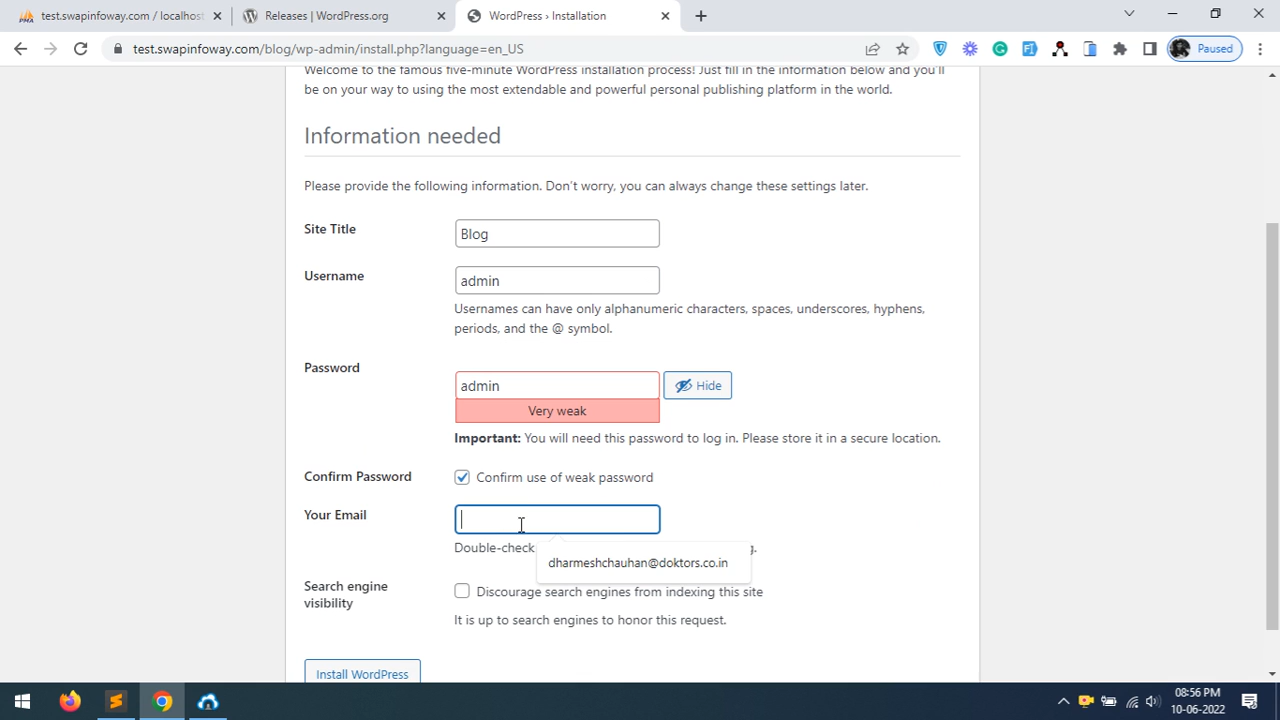 test.swapinfoway.com / localhost
Releases | WordPress.org
WordPress › Installation
test.swapinfoway.com/blog/wp-admin/install.php?language=en_US
Paused
Welcome to the famous five-minute WordPress installation process! Just fill in the information below and you'll
be on your way to using the most extendable and powerful personal publishing platform in the world.
Information needed
Please provide the following information. Don't worry, you can always change these settings later.
Site Title
Blog
Username
admin
Usernames can have only alphanumeric characters, spaces, underscores, hyphens,
periods, and the @ symbol.
Password
admin
Hide
Very weak
Important: You will need this password to log in. Please store it in a secure location.
Confirm Password
Confirm use of weak password
Your Email
Double-check
dharmeshchauhan@doktors.co.in
Search engine
visibility
Discourage search engines from indexing this site
It is up to search engines to honor this request.
Install WordPress
08:56 PM
10-06-2022